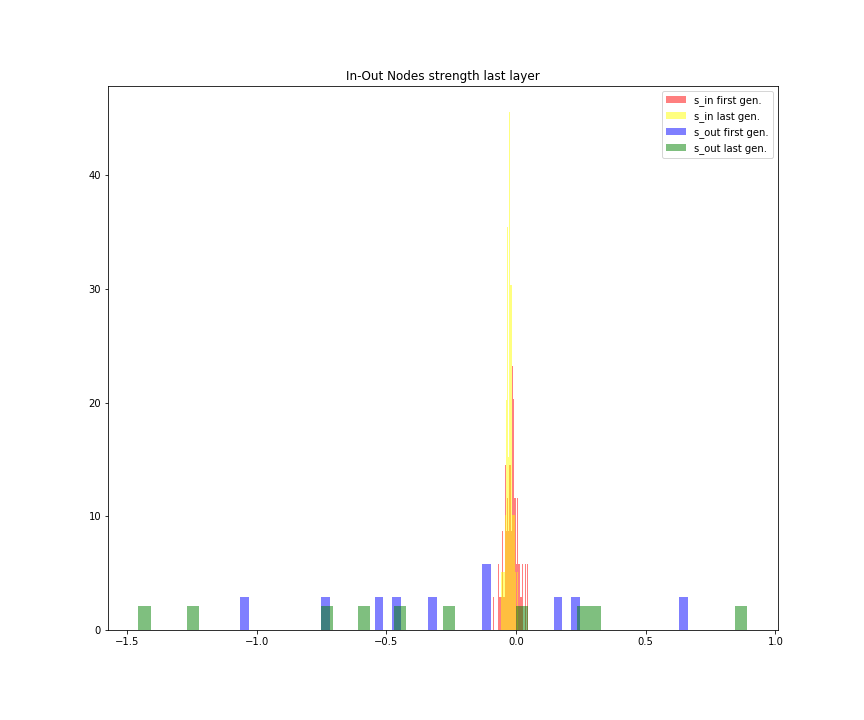 In-Out Nodes strength last layer
s_in first gen.
s_in last gen.
s_out first gen.
s_out last gen.
40
30
20
10
0
−1.5 −1.0 −0.5 0.0 0.5 1.0